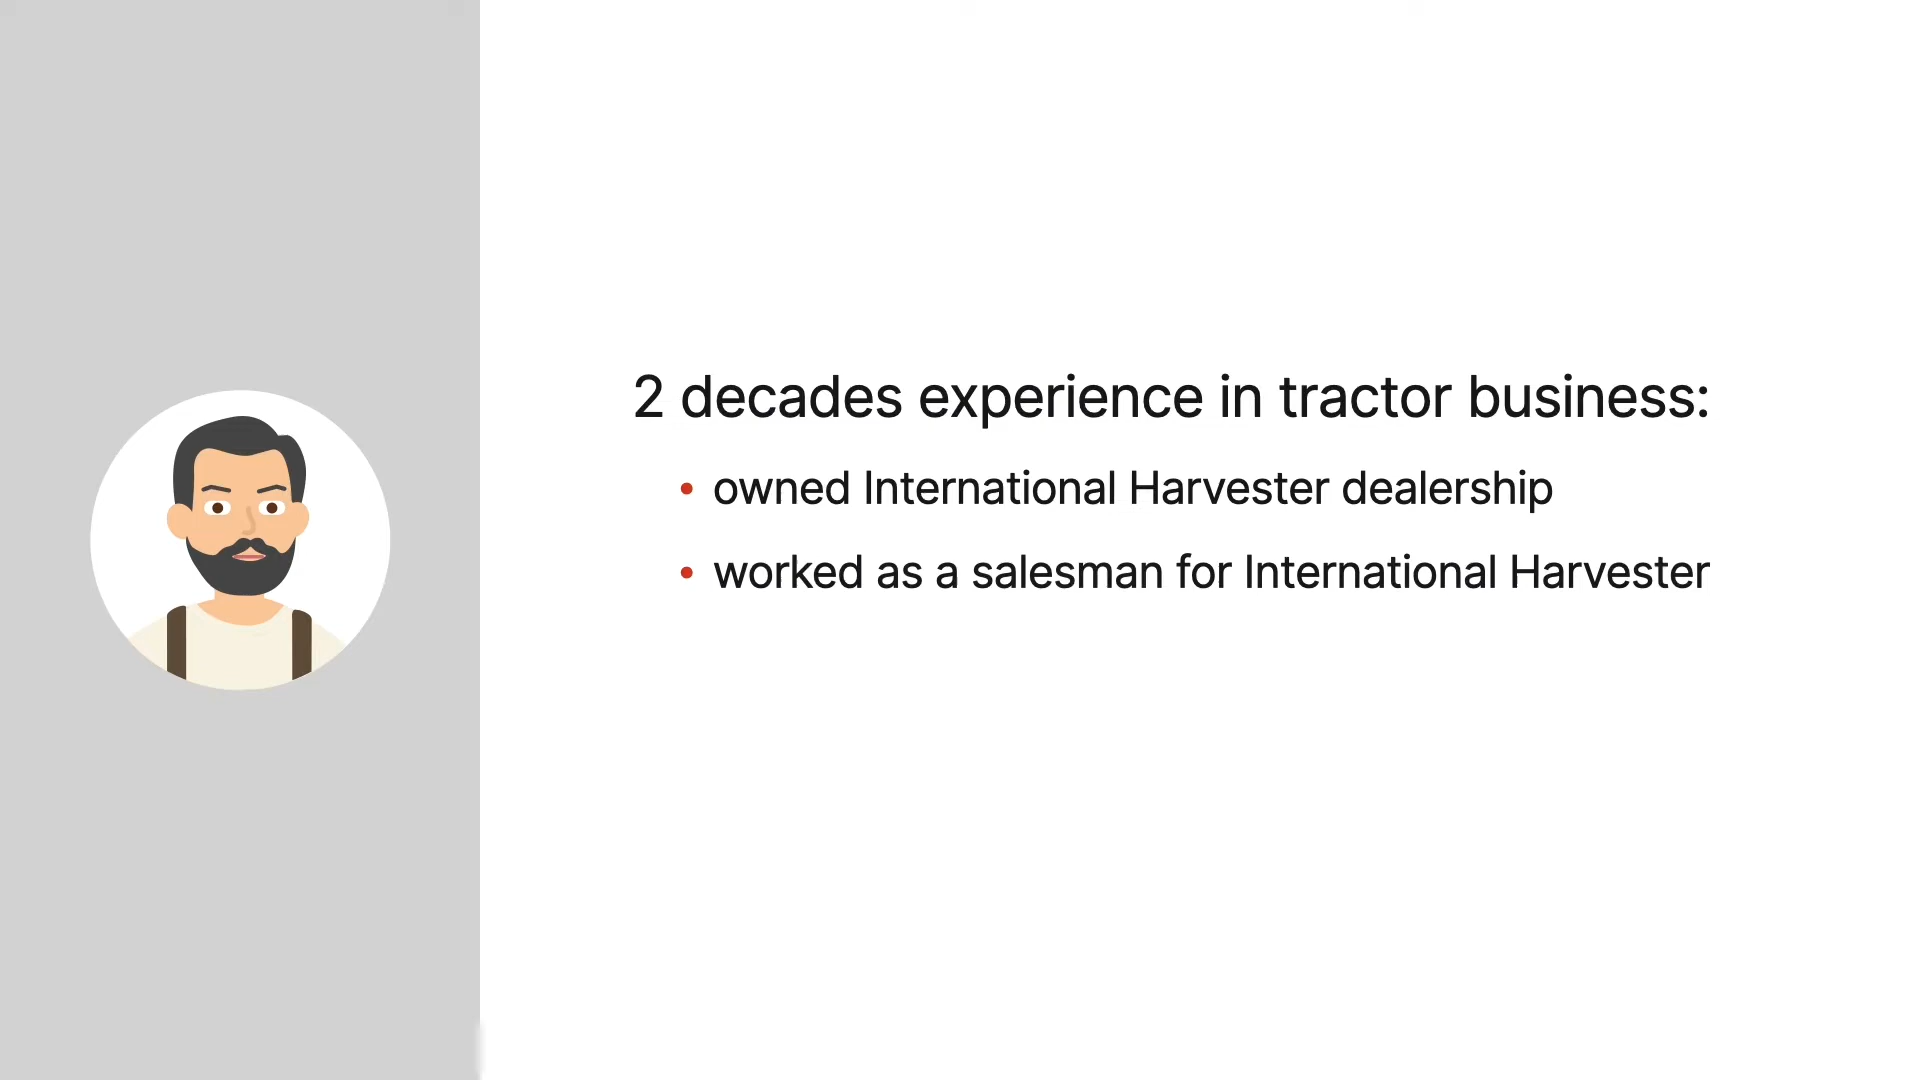 2 decades experience in tractor business:
• owned International Harvester dealership
• worked as a salesman for International Harvester